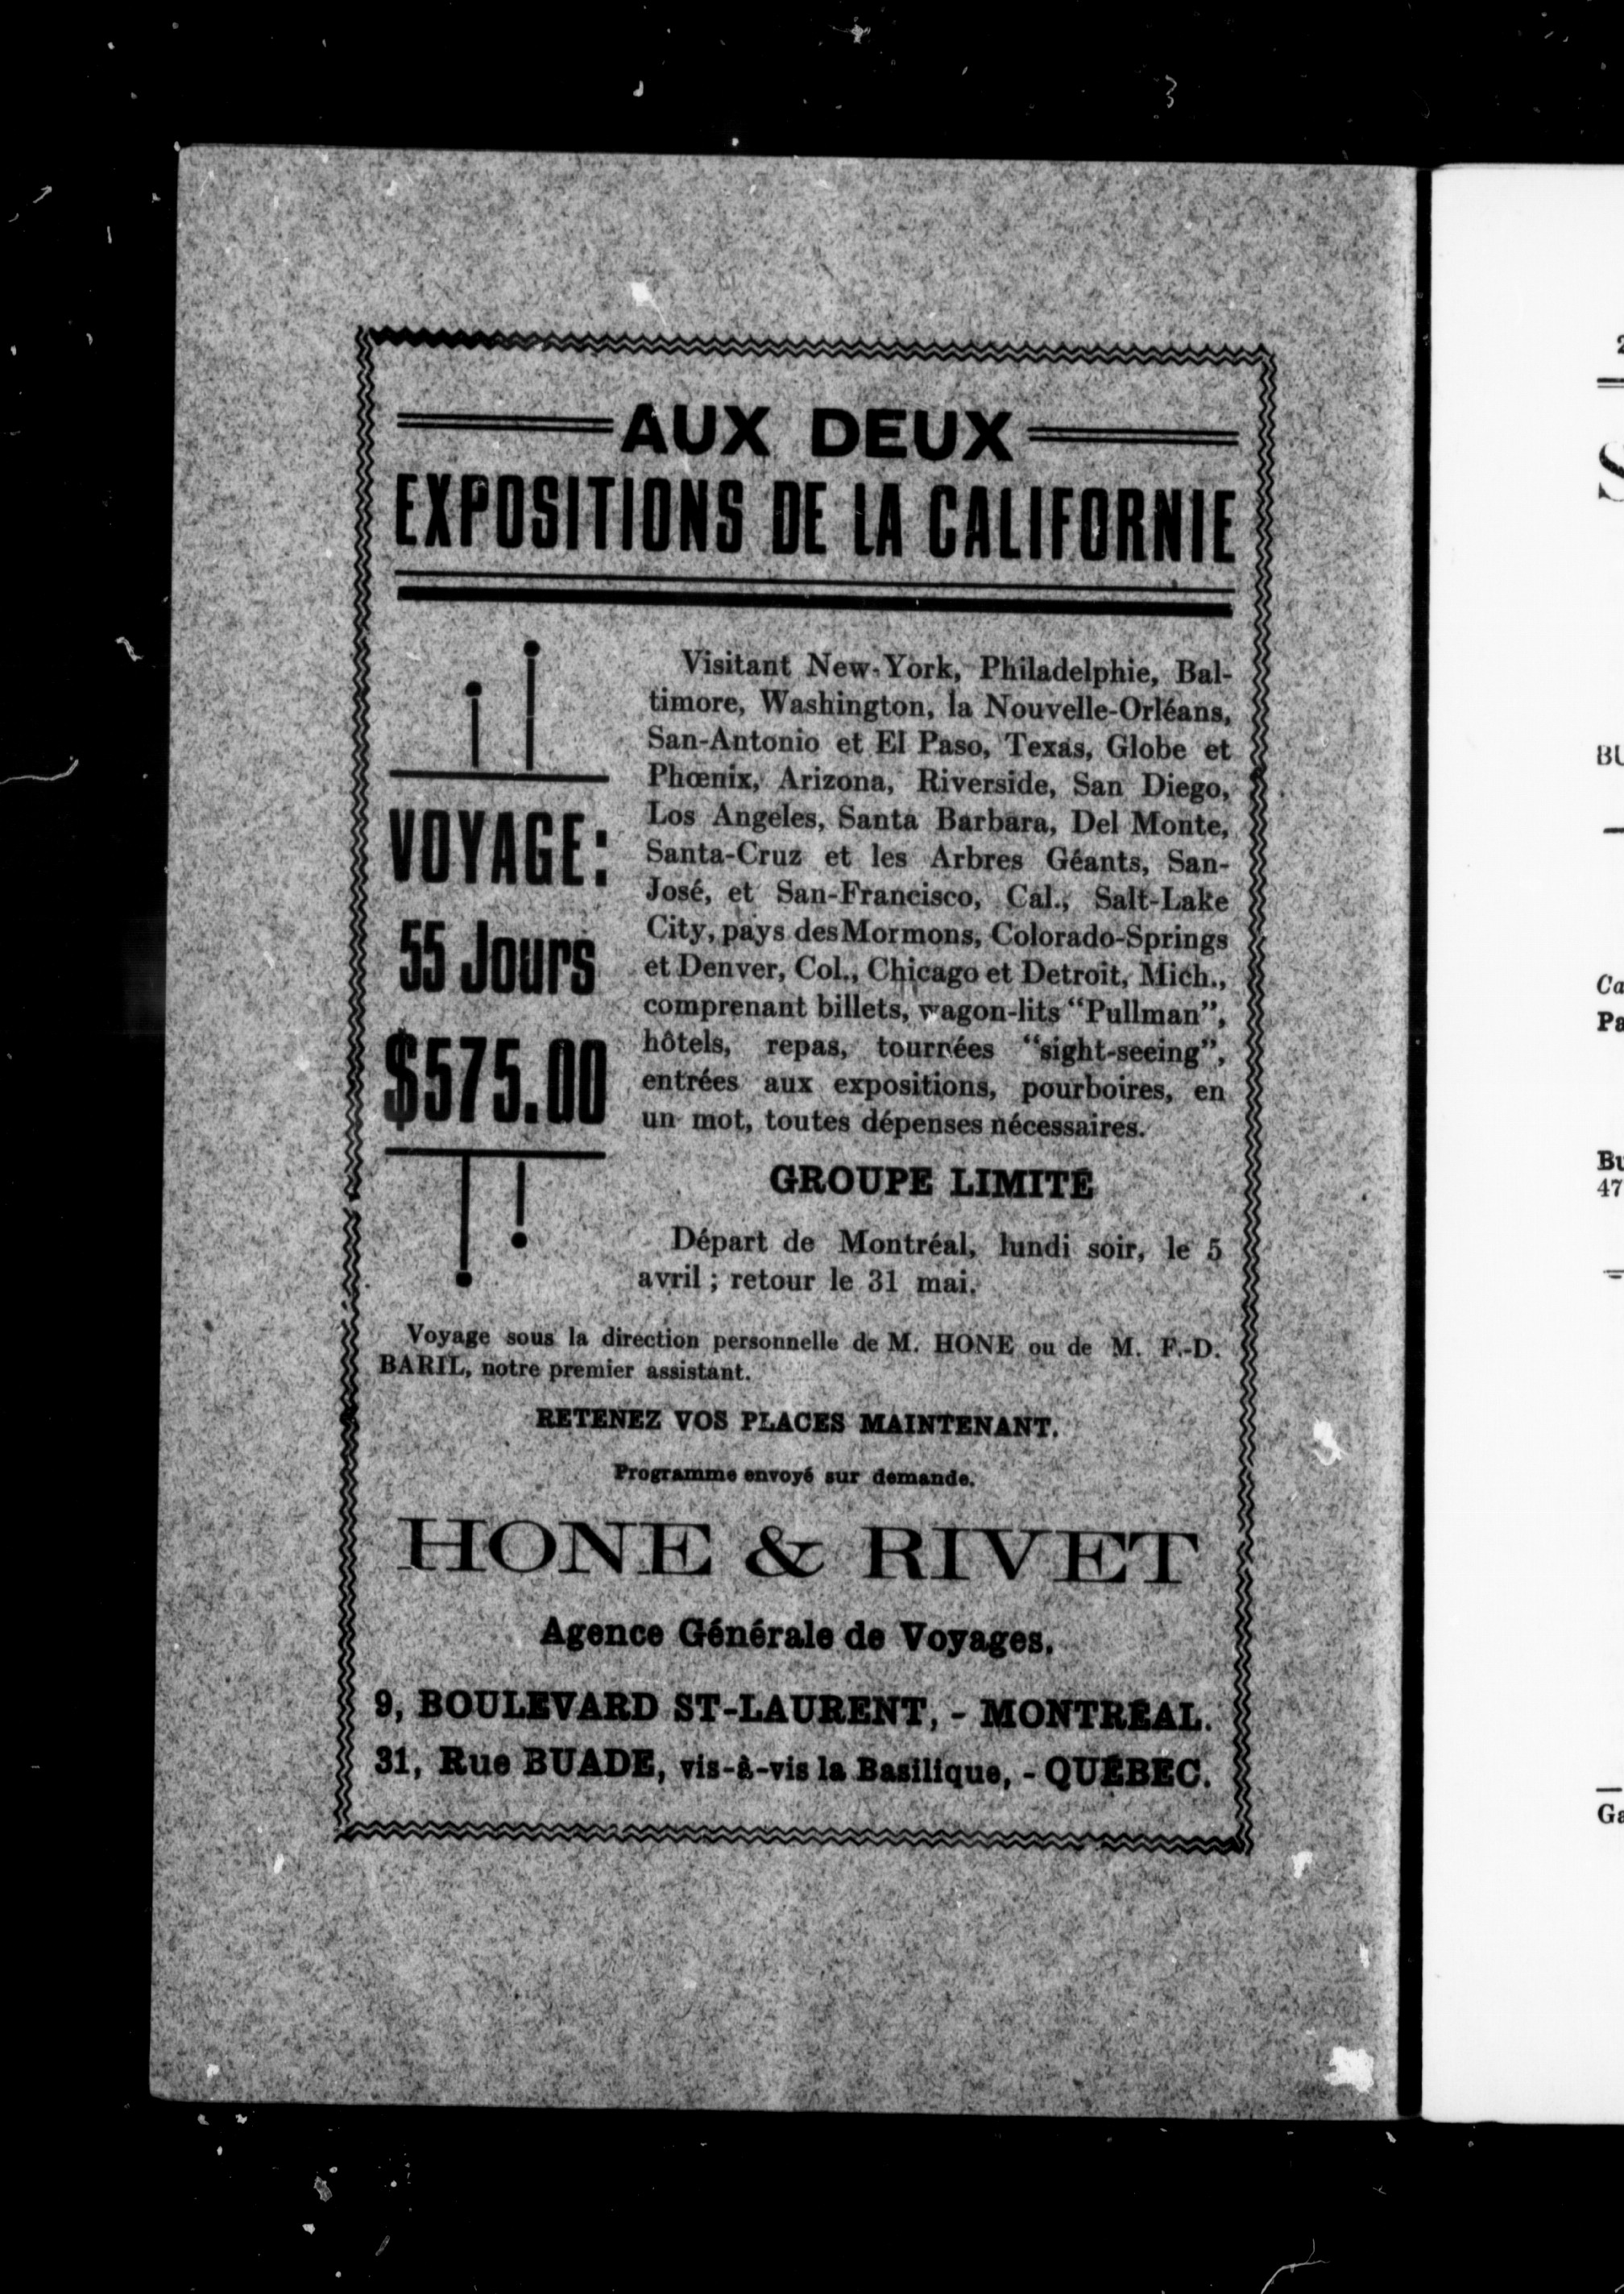 AUX DEUX
EXPOSITIONS DE LA CALIFORNIE
VOYAGE:
55 Jours
$575.00
Visitant New-York, Philadelphie, Bal-
timore, Washington, la Nouvelle-Orléans,
San-Antonio et El Paso, Texas, Globe et
Phœnix, Arizona, Riverside, San Diego,
Los Angeles, Santa Barbara, Del Monte,
Santa-Cruz et les Arbres Géants, San-
José, et San-Francisco, Cal., Salt-Lake
City, pays des Mormons, Colorado-Springs
et Denver, Col., Chicago et Detroit, Mich.,
comprenant billets, wagon-lits "Pullman",
hôtels, repas, tournées "sight-seeing",
entrées aux expositions, pourboires, en
un mot, toutes dépenses nécessaires.
GROUPE LIMITÉ
Départ de Montréal, lundi soir, le 5
avril ; retour le 31 mai.
Voyage sous la direction personnelle de M. HONE ou de M. F.-D.
BARIL, notre premier assistant.
RETENEZ VOS PLACES MAINTENANT.
Programme envoyé sur demande.
HONE & RIVET
Agence Générale de Voyages.
9, BOULEVARD ST-LAURENT, - MONTRÉAL.
31, Rue BUADE, vis-à-vis la Basilique, - QUÉBEC.
2
S
BU
Ca
Pa
Bu
47
Ga